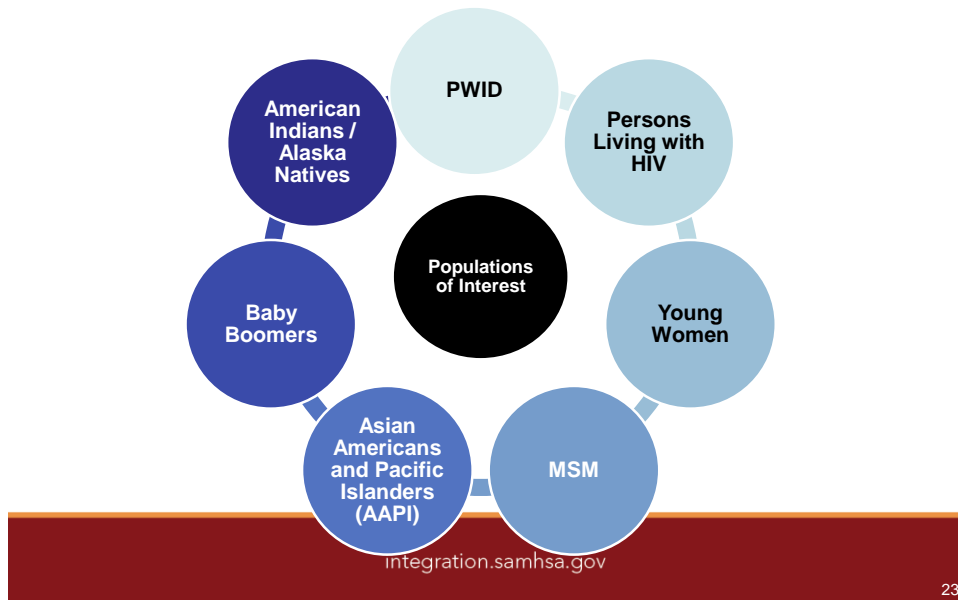 PWID
Persons
Living with
HIV
Young
Women
MSM
Asian
Americans
and Pacific
Islanders
(AAPI)
Baby
Boomers
American
Indians /
Alaska
Natives
Populations
of Interest
integration.samhsa.gov
23